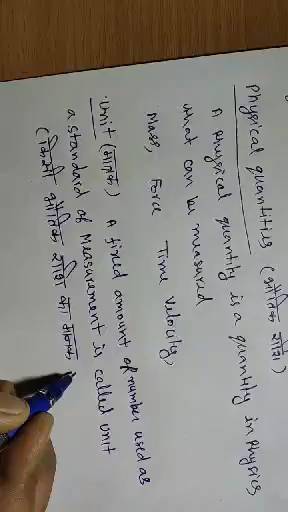 Physical quantities (भौतिक राशि)
A physical quantity is a quantity in physics
that can be measured
Mass, Force Time Velocity,
Unit (मात्रक) A fixed amount of number used as
a standard of Measurement is called unit
(किसी भौतिक राशि का मानक